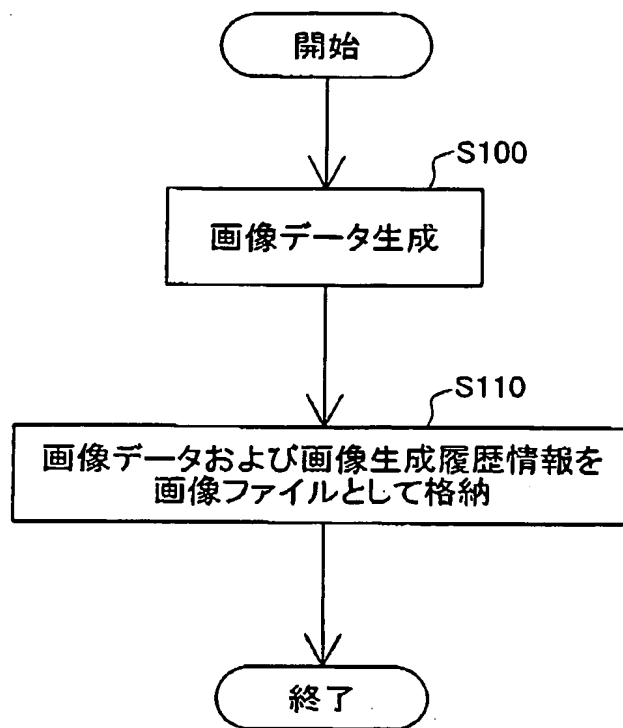 開始
S100
画像データ生成
S110
画像データおよび画像生成履歴情報を
画像ファイルとして格納
終了